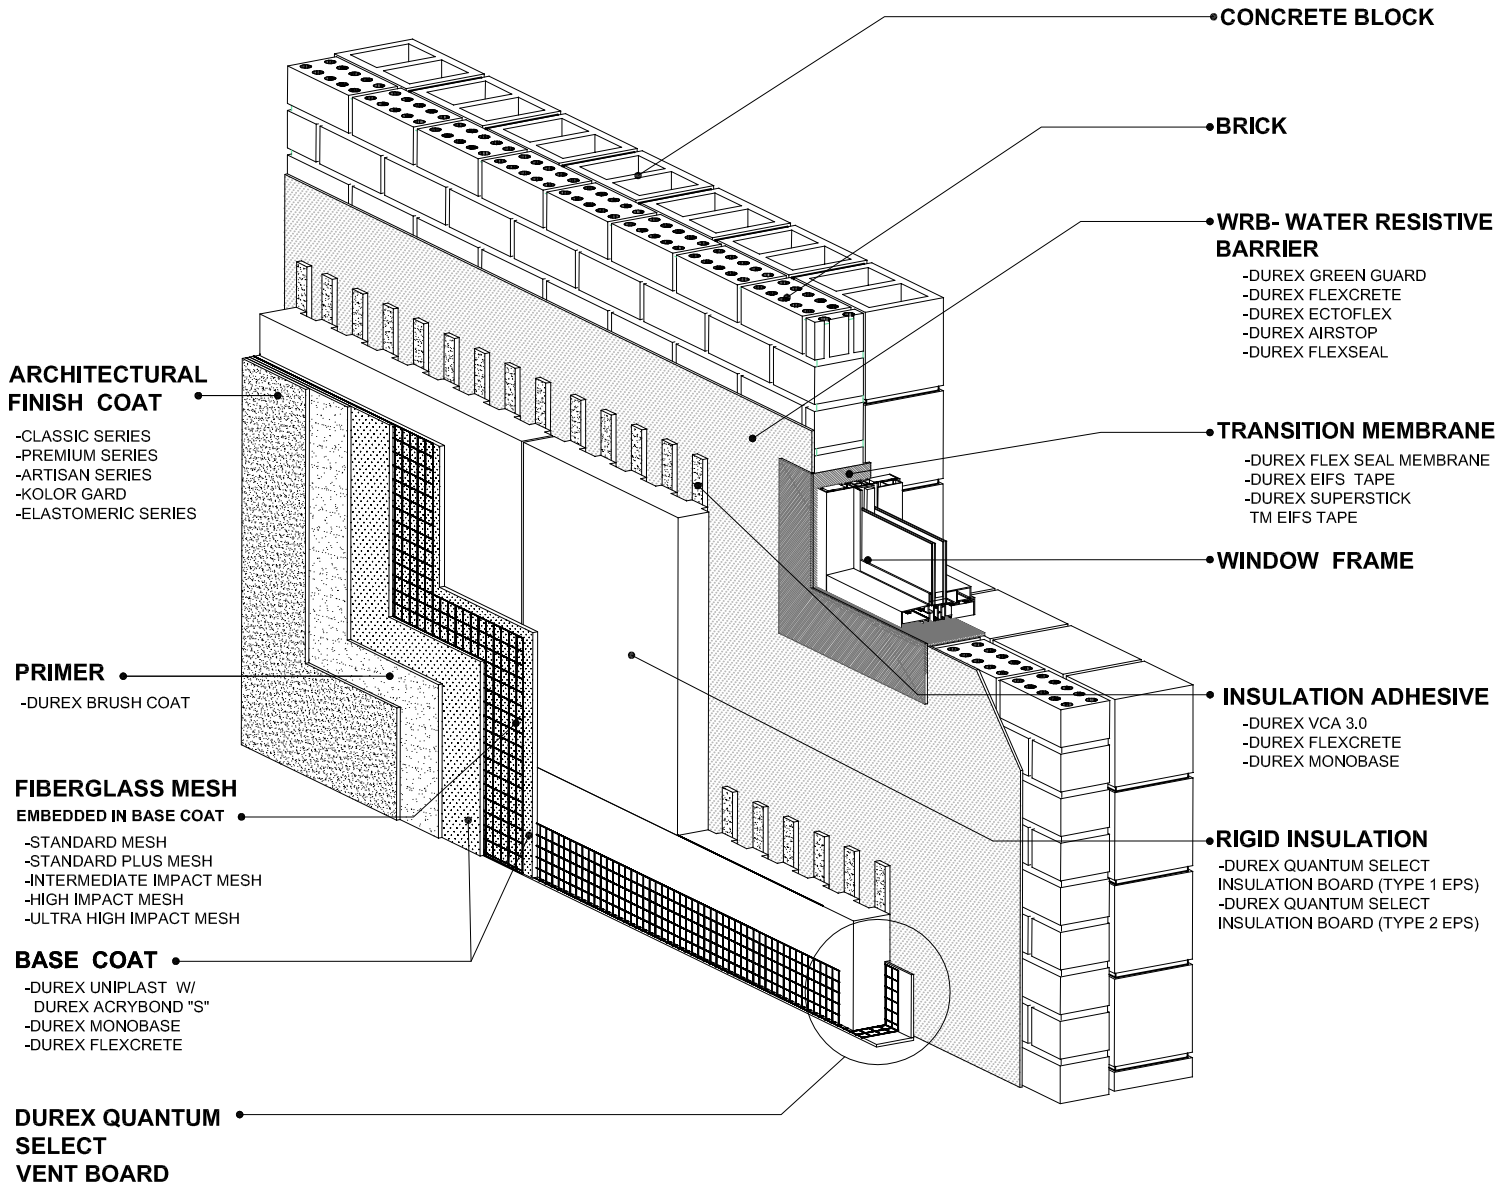 CONCRETE BLOCK
BRICK
WRB- WATER RESISTIVE
BARRIER
-DUREX GREEN GUARD
-DUREX FLEXCRETE
-DUREX ECTOFLEX
-DUREX AIRSTOP
-DUREX FLEXSEAL
TRANSITION MEMBRANE
-DUREX FLEX SEAL MEMBRANE
-DUREX EIFS TAPE
-DUREX SUPERSTICK
TM EIFS TAPE
WINDOW FRAME
INSULATION ADHESIVE
-DUREX VCA 3.0
-DUREX FLEXCRETE
-DUREX MONOBASE
RIGID INSULATION
-DUREX QUANTUM SELECT
INSULATION BOARD (TYPE 1 EPS)
-DUREX QUANTUM SELECT
INSULATION BOARD (TYPE 2 EPS)
ARCHITECTURAL
FINISH COAT
-CLASSIC SERIES
-PREMIUM SERIES
-ARTISAN SERIES
-KOLOR GARD
-ELASTOMERIC SERIES
PRIMER
-DUREX BRUSH COAT
FIBERGLASS MESH
EMBEDDED IN BASE COAT
-STANDARD MESH
-STANDARD PLUS MESH
-INTERMEDIATE IMPACT MESH
-HIGH IMPACT MESH
-ULTRA HIGH IMPACT MESH
BASE COAT
-DUREX UNIPLAST W/
DUREX ACRYBOND "S"
-DUREX MONOBASE
-DUREX FLEXCRETE
DUREX QUANTUM
SELECT
VENT BOARD